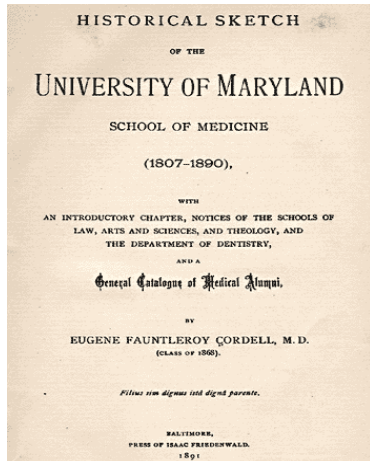 HISTORICAL SKETCH
OF THE
UNIVERSITY OF MARYLAND
SCHOOL OF MEDICINE
(1807-1890),
WITH
AN INTRODUCTORY CHAPTER, NOTICES OF THE SCHOOLS OF
LAW, ARTS AND SCIENCES, AND THEOLOGY, AND
THE DEPARTMENT OF DENTISTRY,
AND A
General Catalogue of Medical Alumni,
BY
EUGENE FAUNTLEROY CORDELL, M. D.
(CLASS OF 1868).
Filius sim dignus istâ dignâ parente.
BALTIMORE,
PRESS OF ISAAC FRIEDENWALD.
1891